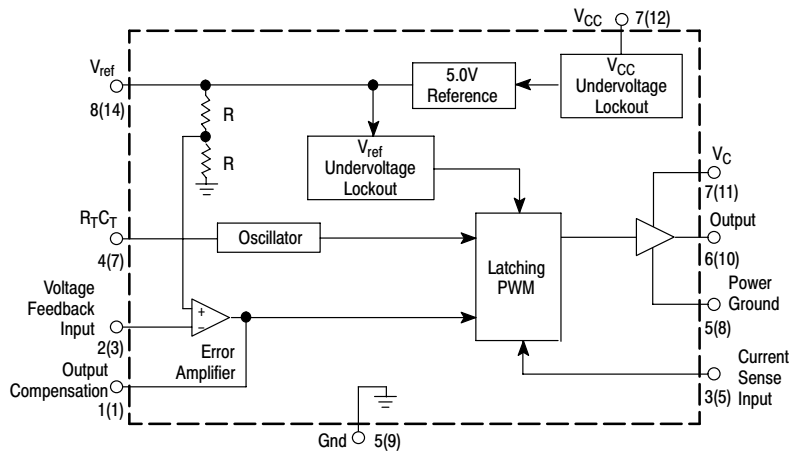 VCC 7(12)
Vref
8(14)
R
R
5.0V
Reference
VCC
Undervoltage
Lockout
Vref
Undervoltage
Lockout
VC
7(11)
RTCT
4(7)
Oscillator
Latching
PWM
Output
6(10)
Voltage
Feedback
Input
2(3)
+
−
Error
Amplifier
Power
Ground
5(8)
Output
Compensation
1(1)
Current
Sense
Input
3(5)
Gnd 5(9)